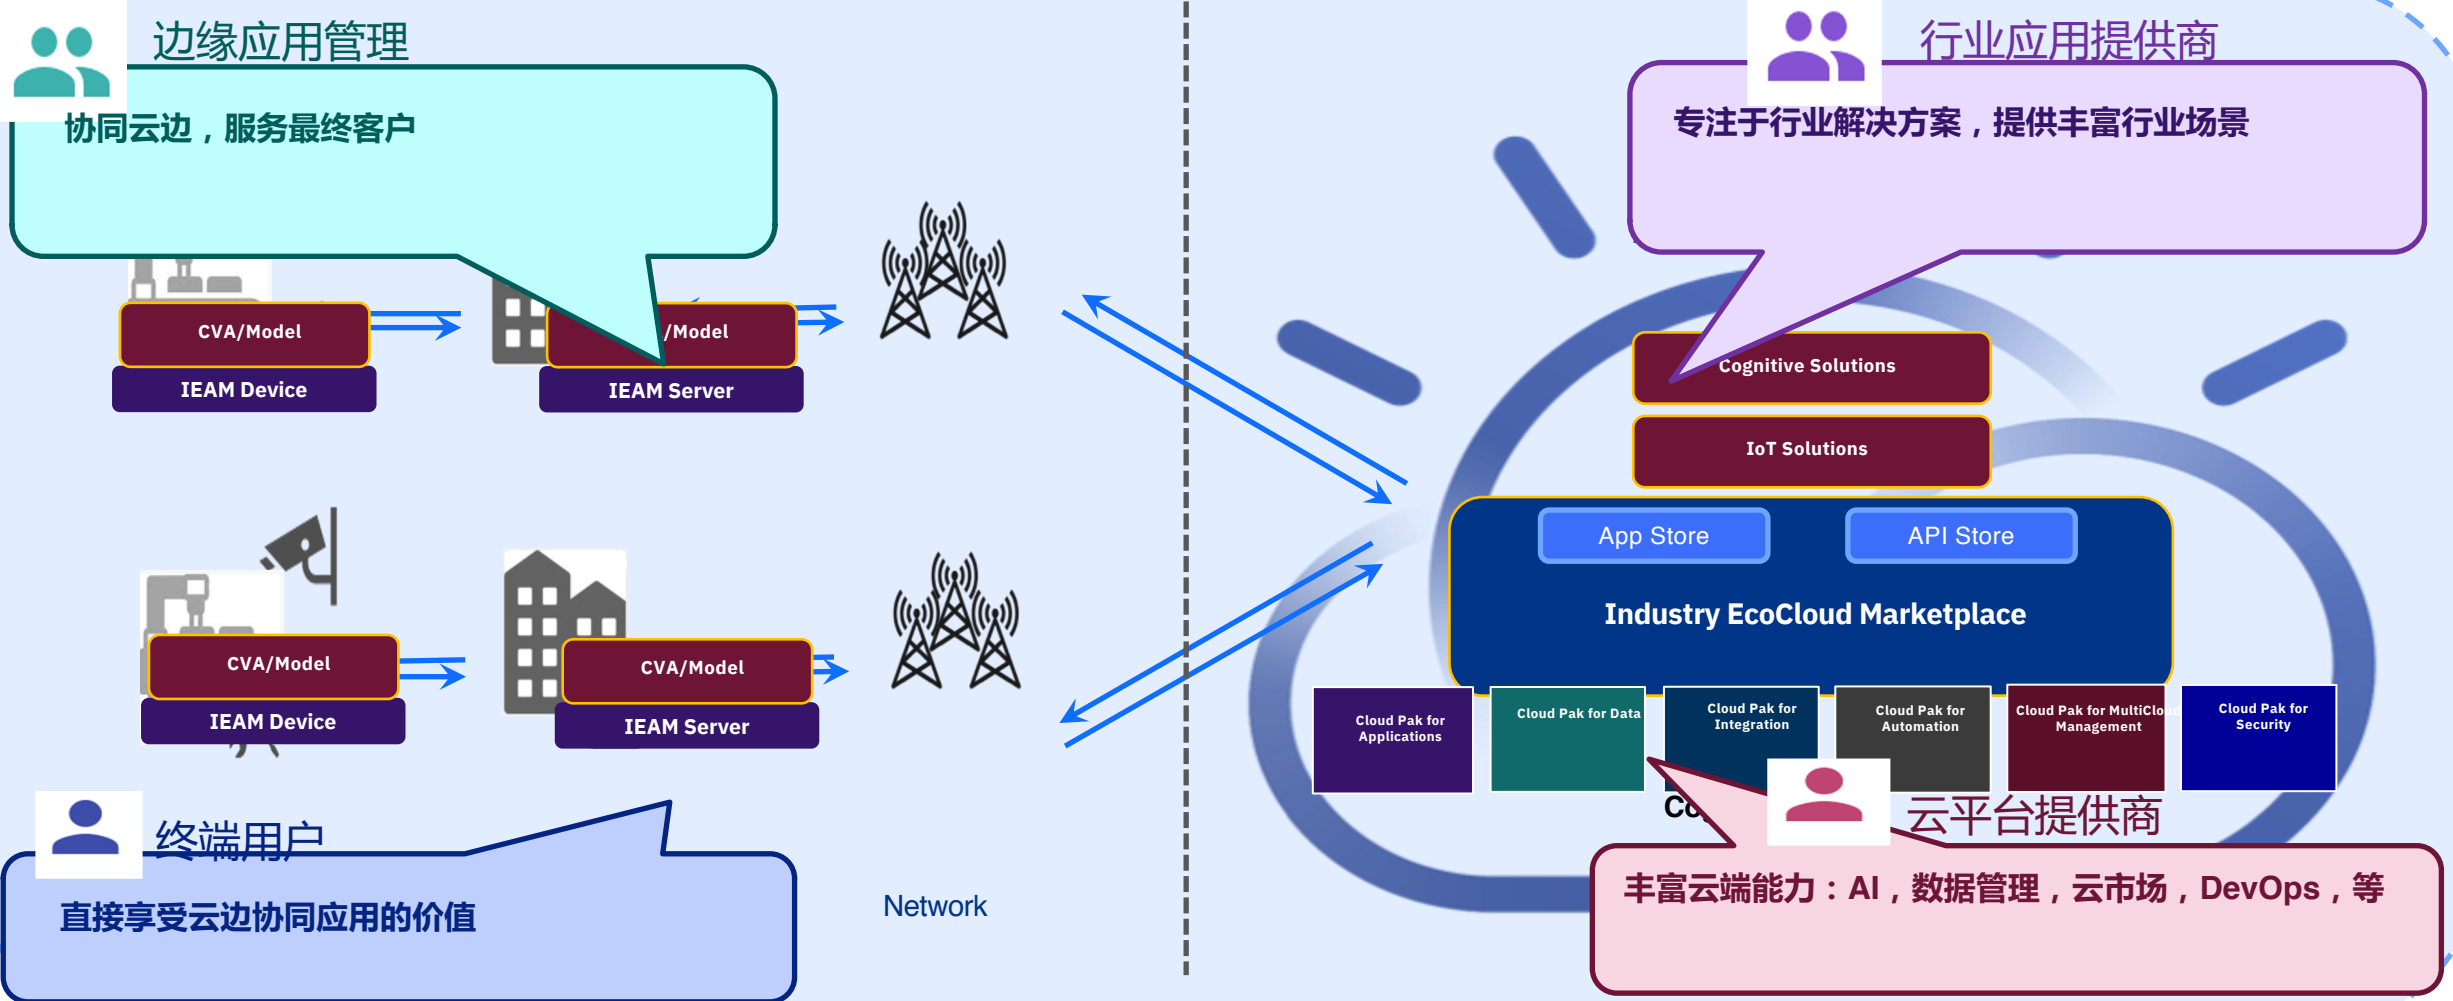 边缘应用管理
协同云边，服务最终客户
行业应用提供商
专注于行业解决方案，提供丰富行业场景
CVA/Model
IEAM Device
/Model
IEAM Server
Cognitive Solutions
IoT Solutions
App Store
API Store
Industry EcoCloud Marketplace
CVA/Model
IEAM Device
CVA/Model
IEAM Server
Cloud Pak for
Applications
Cloud Pak for Data
Cloud Pak for
Integration
Cloud Pak for
Automation
Cloud Pak for MultiCloud
Management
Cloud Pak for
Security
终端用户
直接享受云边协同应用的价值
Network
云平台提供商
丰富云端能力：AI，数据管理，云市场，DevOps，等